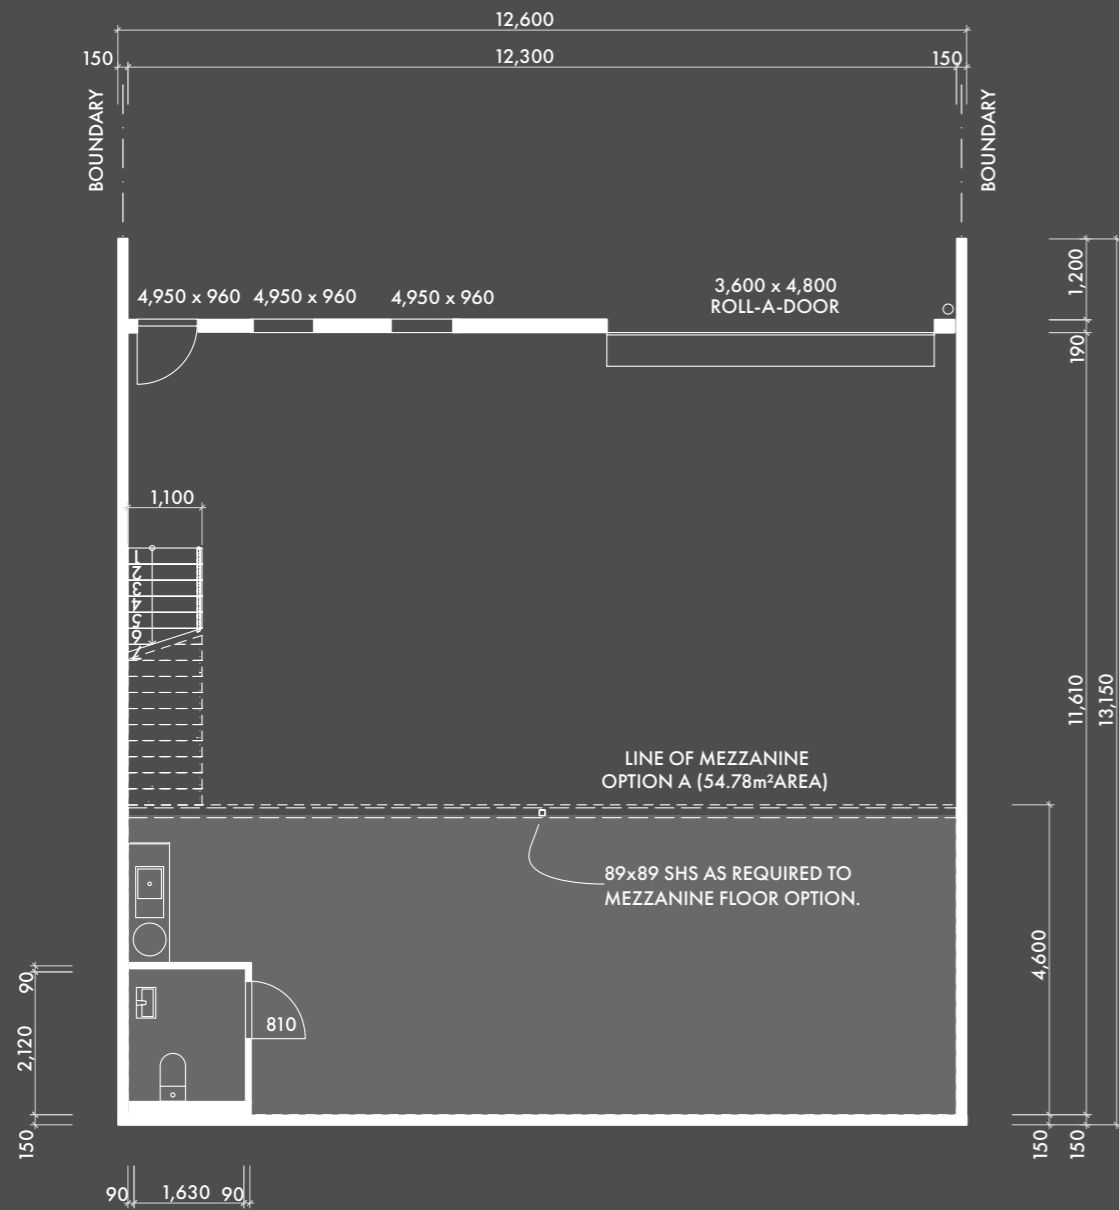 12,600
150
12,300
150
BOUNDARY
BOUNDARY
4,950 x 960
4,950 x 960
4,950 x 960
3,600 x 4,800
ROLL-A-DOOR
1,200
190
1,100
1
2
3
4
5
6
7
11,610
13,150
LINE OF MEZZANINE
OPTION A (54.78m²AREA)
89x89 SHS AS REQUIRED TO
MEZZANINE FLOOR OPTION.
4,600
90
2,120
810
150
150
150
90
1,630
90